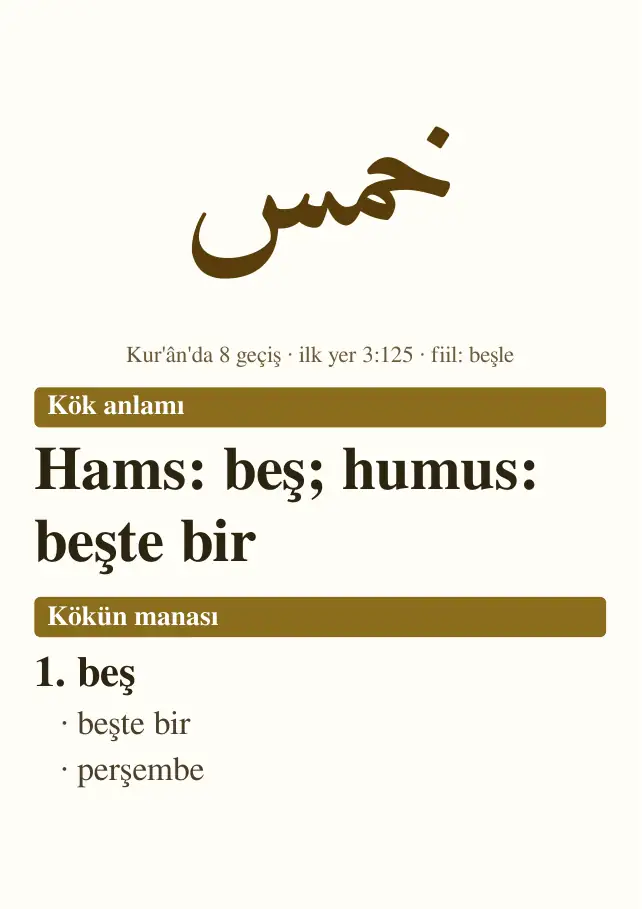 خمس
Kur'ân'da 8 geçiş · ilk yer 3:125 · fiil: beşle
Kök anlamı
Hams: beş; humus:
beşte bir
Kökün manası
1. beş
· beşte bir
· perşembe